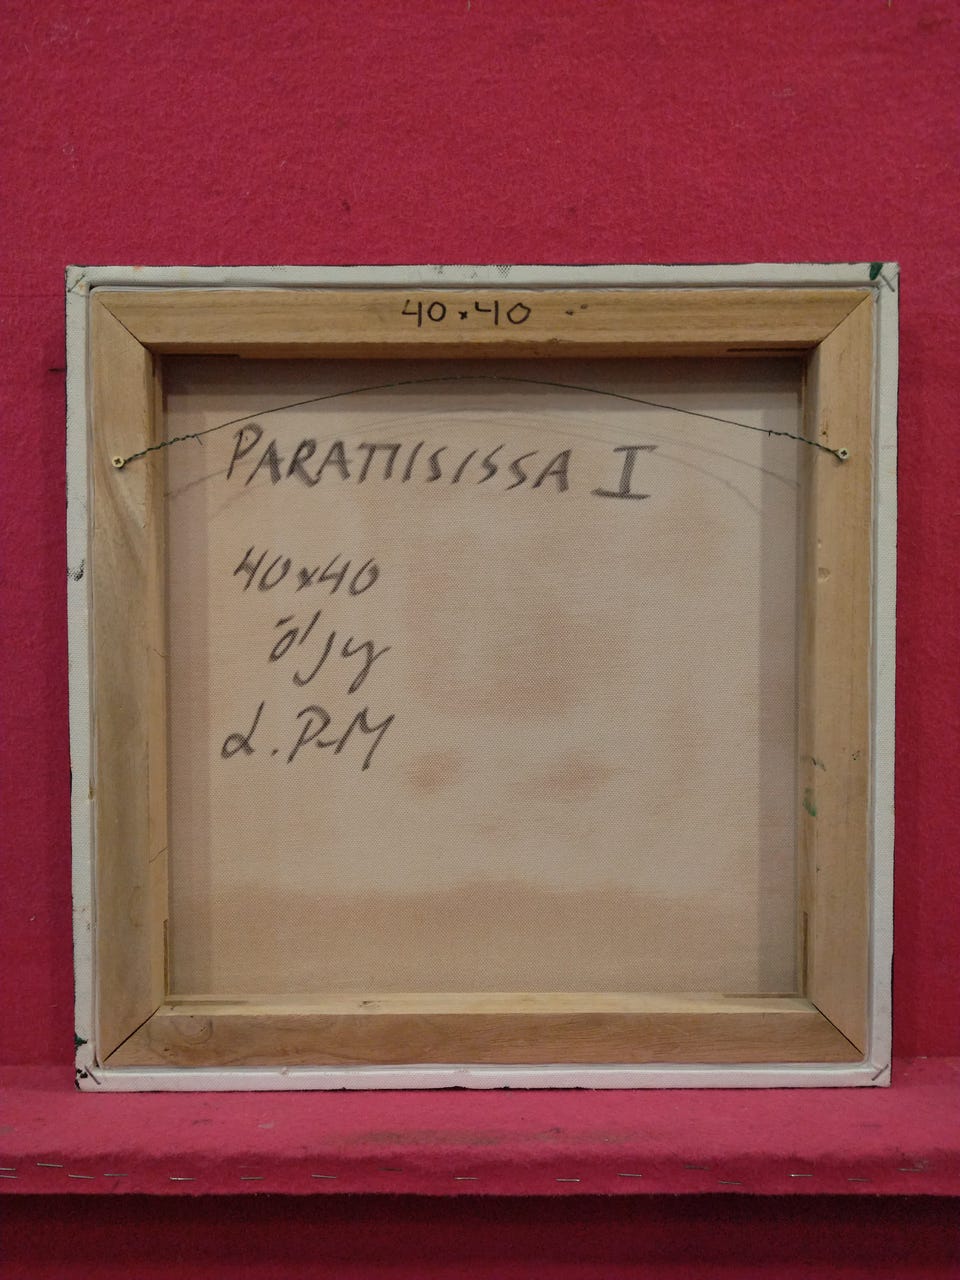 40x40
PARATIISISSA I
40x40
öljy
L.P-M